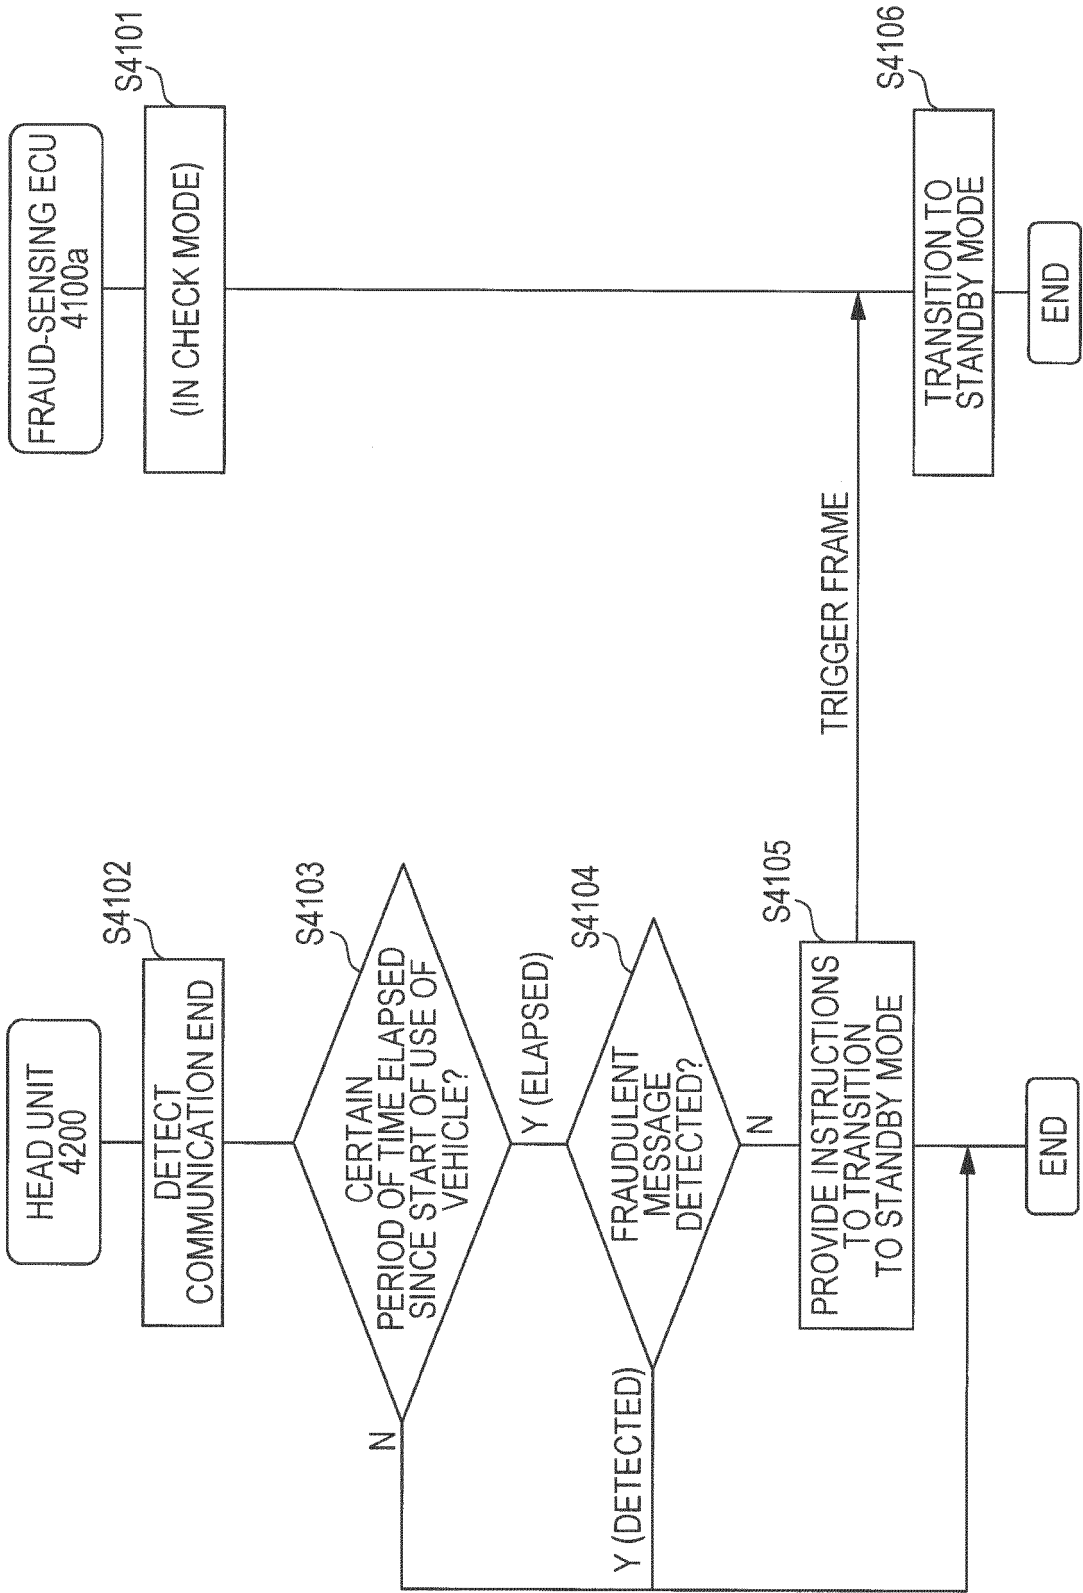 HEAD UNIT
4200
S4102
DETECT
COMMUNICATION END
S4103
CERTAIN
PERIOD OF TIME ELAPSED
SINCE START OF USE OF
VEHICLE?
N
Y (ELAPSED)
S4104
FRAUDULENT
MESSAGE
DETECTED?
Y (DETECTED)
N
S4105
PROVIDE INSTRUCTIONS
TO TRANSITION
TO STANDBY MODE
END
TRIGGER FRAME
FRAUD-SENSING ECU
4100a
S4101
(IN CHECK MODE)
S4106
TRANSITION TO
STANDBY MODE
END